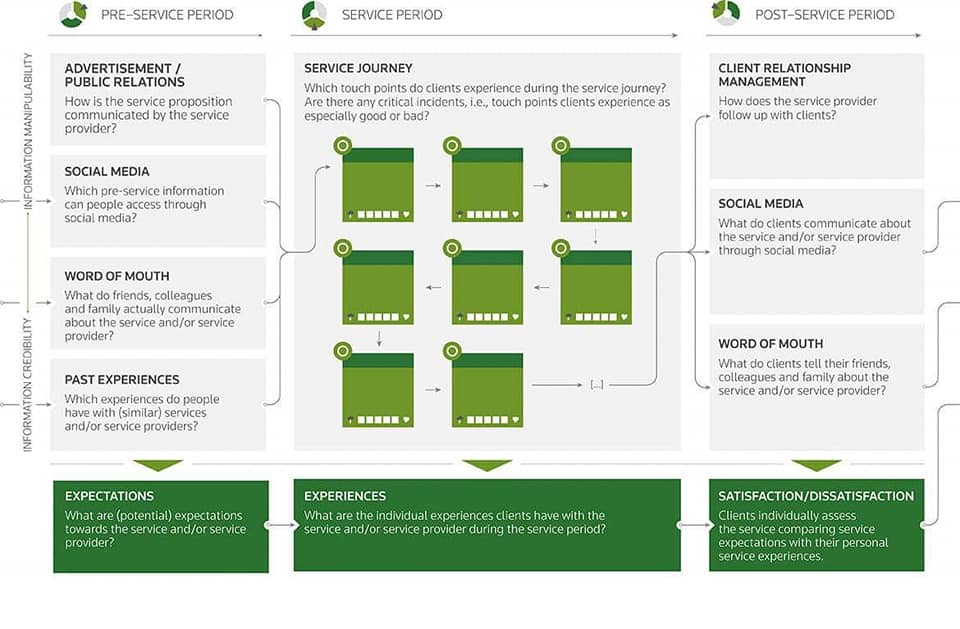 PRE–SERVICE PERIOD
SERVICE PERIOD
POST–SERVICE PERIOD
INFORMATION MANIPULABILITY
INFORMATION CREDIBILITY
ADVERTISEMENT /
PUBLIC RELATIONS
How is the service proposition
communicated by the service
provider?
SOCIAL MEDIA
Which pre-service information
can people access through
social media?
WORD OF MOUTH
What do friends, colleagues
and family actually communicate
about the service and/or service
provider?
PAST EXPERIENCES
Which experiences do people
have with (similar) services
and/or service providers?
SERVICE JOURNEY
Which touch points do clients experience during the service journey?
Are there any critical incidents, i.e., touch points clients experience as
especially good or bad?
[...]
CLIENT RELATIONSHIP
MANAGEMENT
How does the service provider
follow up with clients?
SOCIAL MEDIA
What do clients communicate about
the service and/or service provider
through social media?
WORD OF MOUTH
What do clients tell their friends,
colleagues and family about the
service and/or service provider?
EXPECTATIONS
What are (potential) expectations
towards the service and/or service
provider?
EXPERIENCES
What are the individual experiences clients have with the
service and/or service provider during the service period?
SATISFACTION/DISSATISFACTION
Clients individually assess
the service comparing service
expectations with their personal
service experiences.